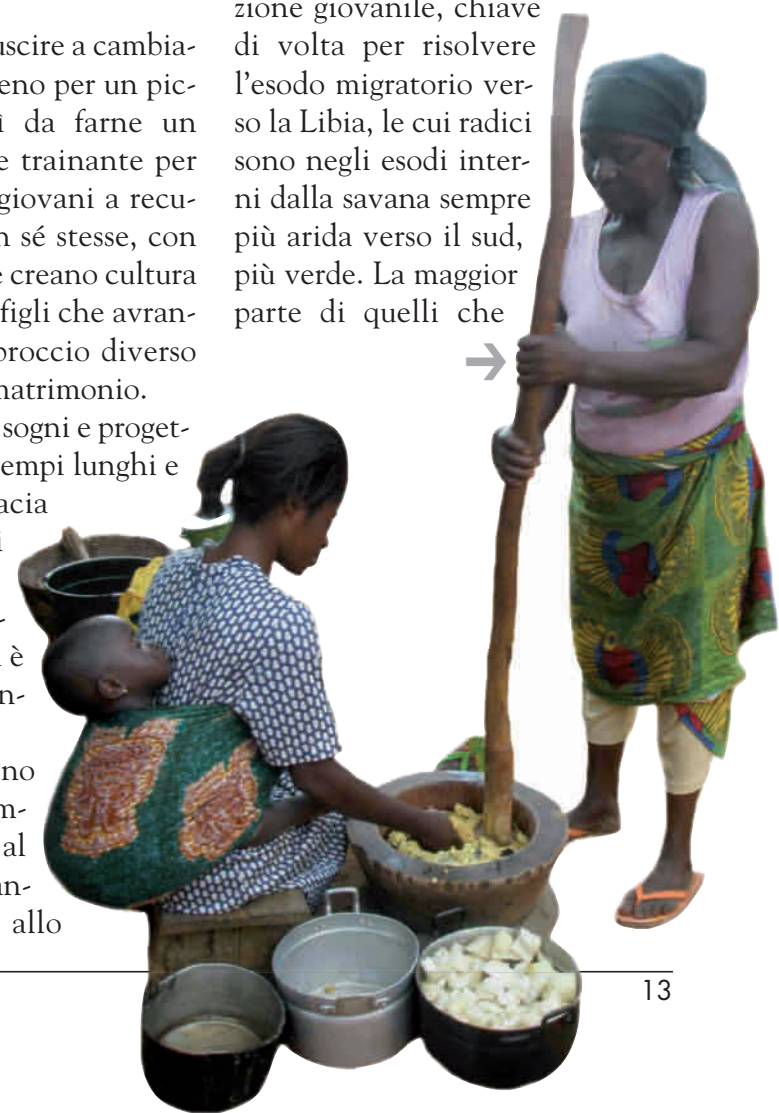 uscire a cambia-
eno per un pic-
ì da farne un
e trainante per
giovani a recu-
n sé stesse, con
e creano cultura
figli che avran-
proccio diverso
matrimonio.
sogni e proget-
empi lunghi e
acia
i
-
è
n-
no
m-
al
an-
allo
zione giovanile, chiave
di volta per risolvere
l'esodo migratorio ver-
so la Libia, le cui radici
sono negli esodi inter-
ni dalla savana sempre
più arida verso il sud,
più verde. La maggior
parte di quelli che
→
13